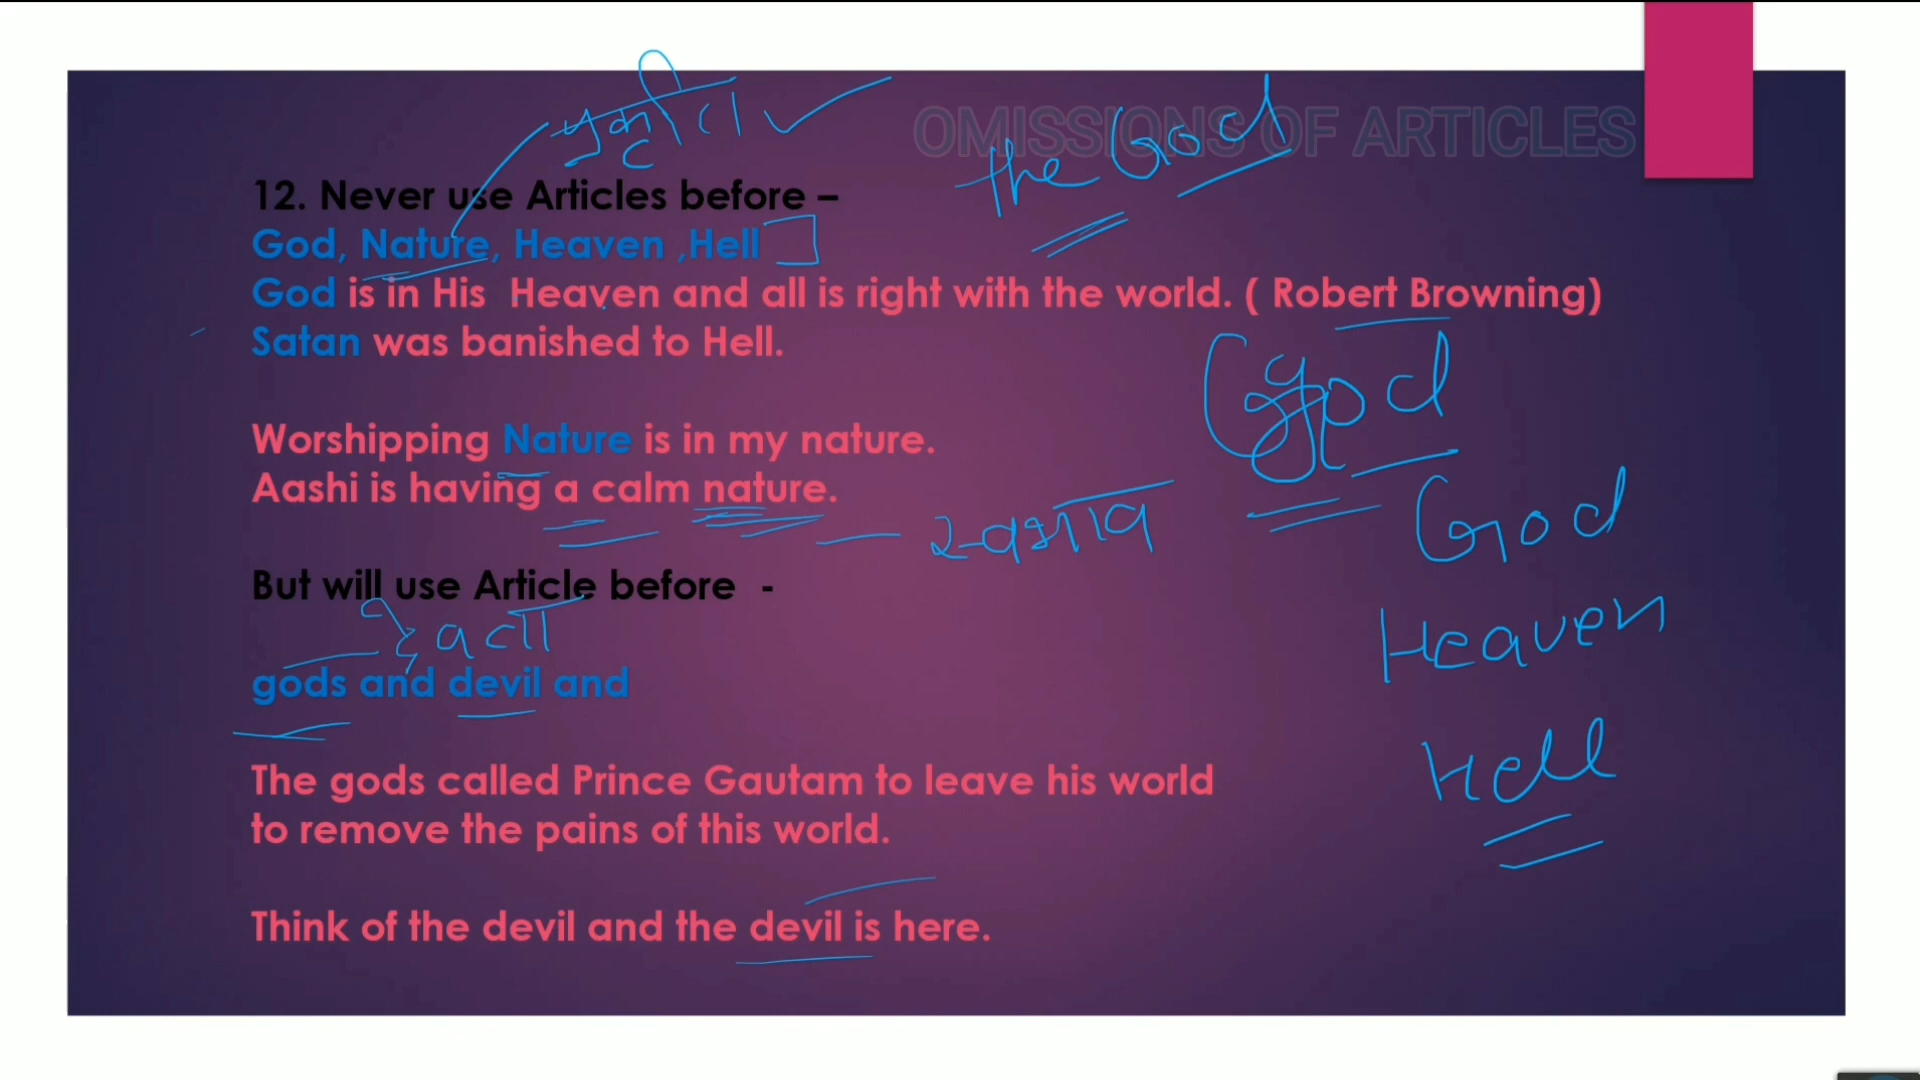 OMISSIONS OF ARTICLES
प्रकृति
the God
12. Never use Articles before –
God, Nature, Heaven ,Hell
God is in His Heaven and all is right with the world. ( Robert Browning)
Satan was banished to Hell.
God
Worshipping Nature is in my nature.
Aashi is having a calm nature.
स्वभाव
God
But will use Article before -
Heaven
देवता
gods and devil and
Hell
The gods called Prince Gautam to leave his world
to remove the pains of this world.
Think of the devil and the devil is here.